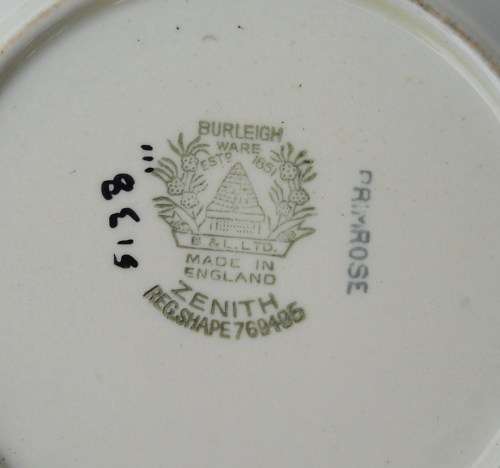 BURLEIGH
WARE
ESTD 1851
B & L. LTD.
MADE IN
ENGLAND
ZENITH
REG.SHAPE 769495
PRIMROSE
5138